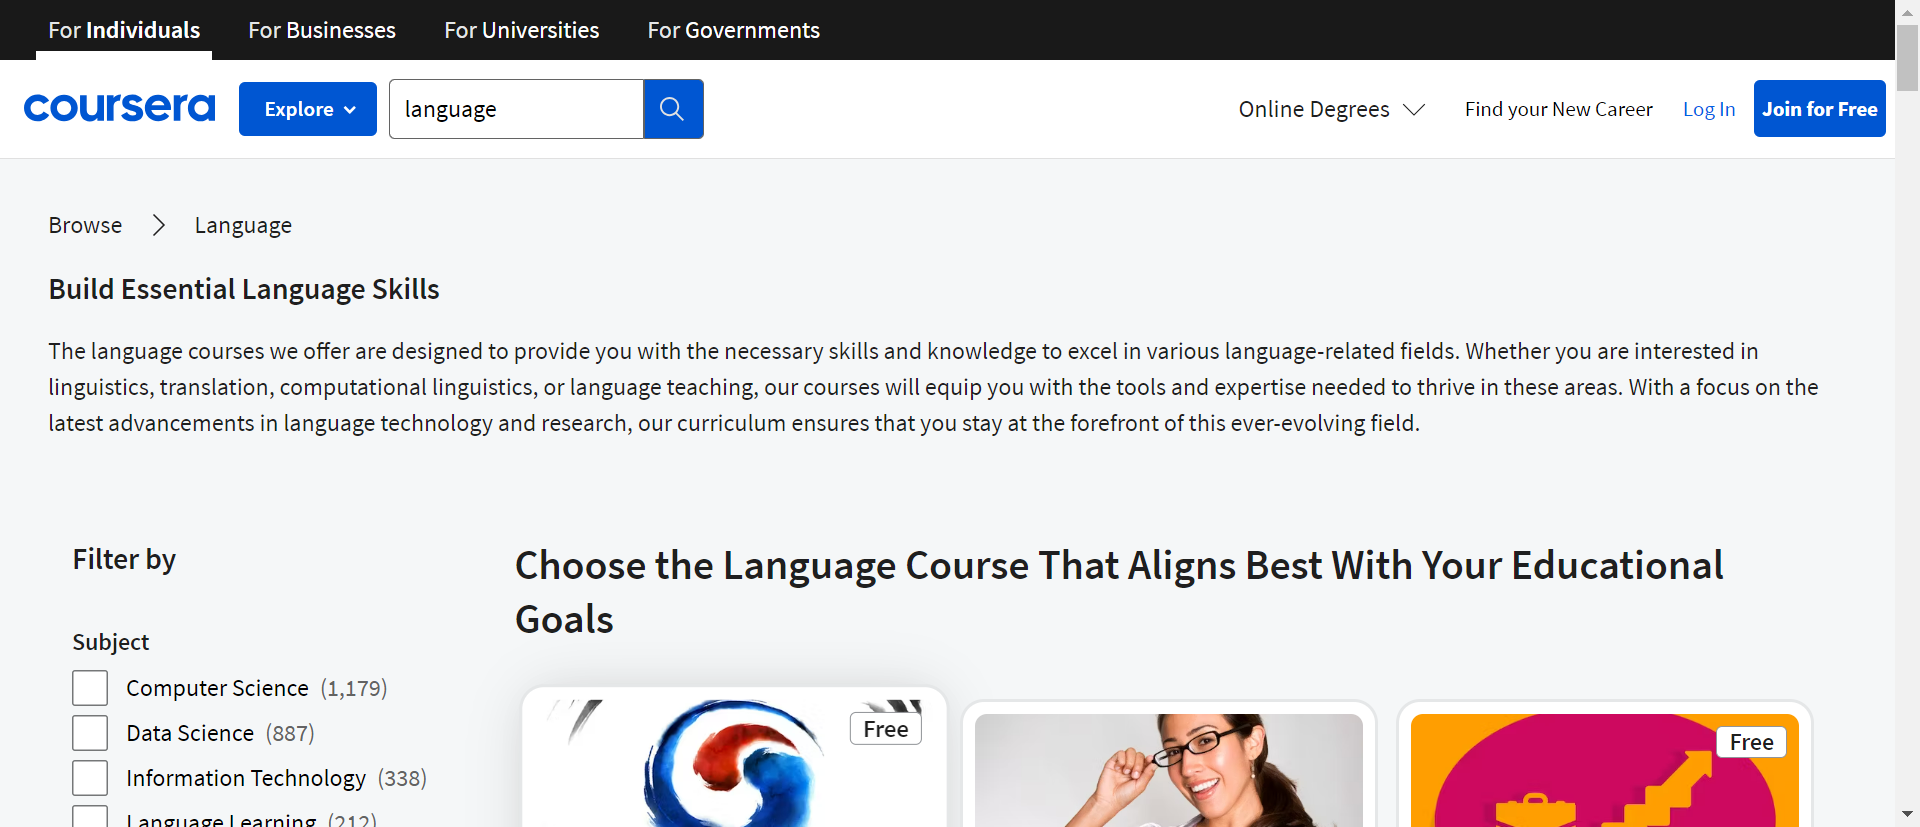 For Individuals
For Businesses
For Universities
For Governments
coursera
Explore
language
Online Degrees
Find your New Career
Log In
Join for Free
Browse
Language
Build Essential Language Skills
The language courses we offer are designed to provide you with the necessary skills and knowledge to excel in various language-related fields. Whether you are interested in
linguistics, translation, computational linguistics, or language teaching, our courses will equip you with the tools and expertise needed to thrive in these areas. With a focus on the
latest advancements in language technology and research, our curriculum ensures that you stay at the forefront of this ever-evolving field.
Filter by
Subject
Computer Science (1,179)
Data Science (887)
Information Technology (338)
Language Learning (212)
Choose the Language Course That Aligns Best With Your Educational
Goals
Free
Free